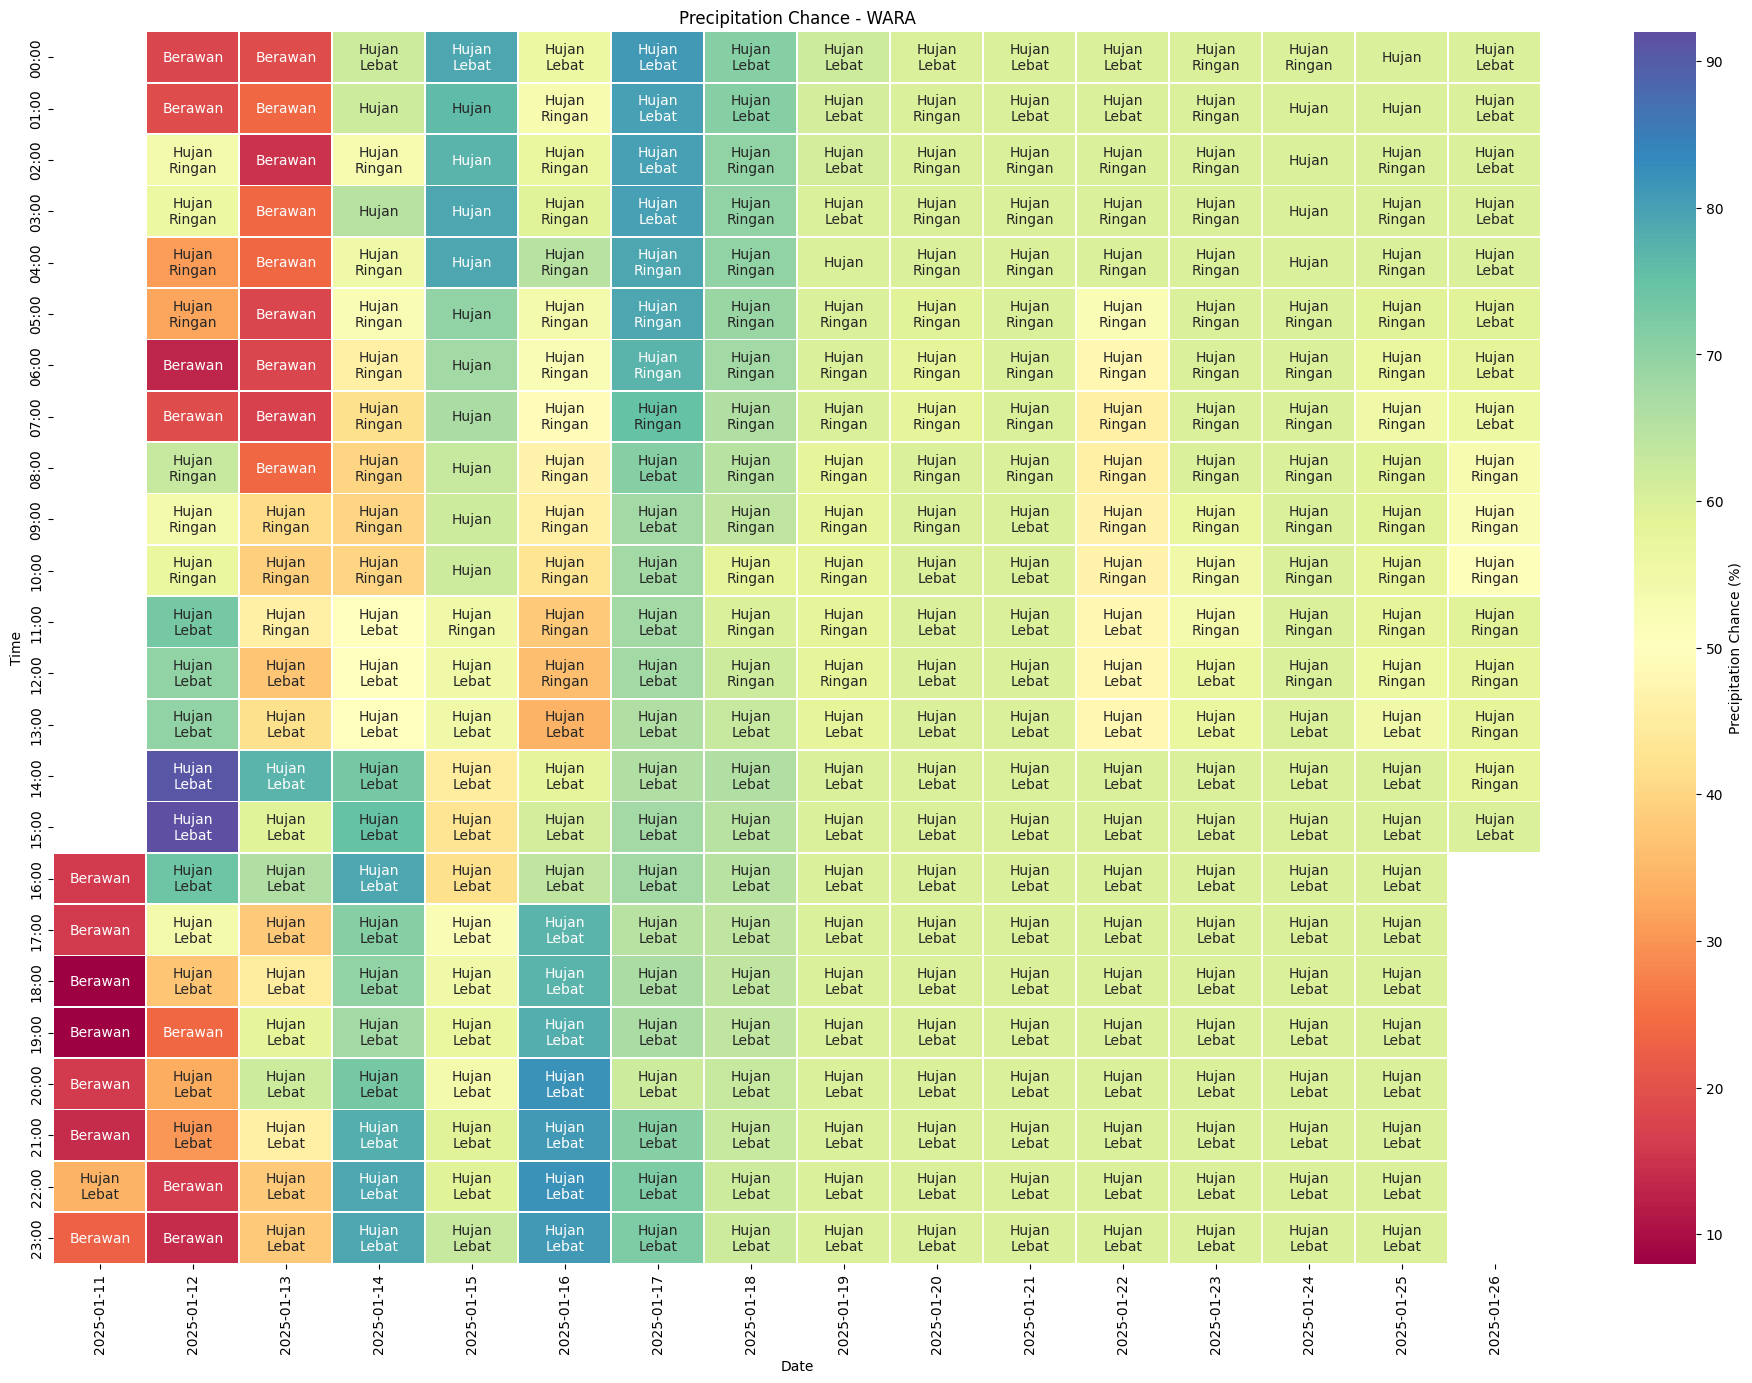 Precipitation Chance - WARA
00:00 Berawan Berawan Hujan Lebat Hujan Lebat Hujan Lebat Hujan Lebat Hujan Lebat Hujan Lebat Hujan Lebat Hujan Lebat Hujan Lebat Hujan Ringan Hujan Ringan Hujan Hujan Lebat
01:00 Berawan Berawan Hujan Hujan Hujan Ringan Hujan Lebat Hujan Lebat Hujan Lebat Hujan Ringan Hujan Lebat Hujan Lebat Hujan Ringan Hujan Hujan Hujan Lebat
02:00 Hujan Ringan Berawan Hujan Ringan Hujan Hujan Ringan Hujan Lebat Hujan Ringan Hujan Lebat Hujan Ringan Hujan Ringan Hujan Ringan Hujan Ringan Hujan Hujan Ringan Hujan Lebat
03:00 Hujan Ringan Berawan Hujan Hujan Hujan Ringan Hujan Lebat Hujan Ringan Hujan Lebat Hujan Ringan Hujan Ringan Hujan Ringan Hujan Ringan Hujan Hujan Ringan Hujan Lebat
04:00 Hujan Ringan Berawan Hujan Ringan Hujan Hujan Ringan Hujan Ringan Hujan Ringan Hujan Hujan Ringan Hujan Ringan Hujan Ringan Hujan Ringan Hujan Hujan Ringan Hujan Lebat
05:00 Hujan Ringan Berawan Hujan Ringan Hujan Hujan Ringan Hujan Ringan Hujan Ringan Hujan Ringan Hujan Ringan Hujan Ringan Hujan Ringan Hujan Ringan Hujan Ringan Hujan Ringan Hujan Lebat
06:00 Berawan Berawan Hujan Ringan Hujan Hujan Ringan Hujan Ringan Hujan Ringan Hujan Ringan Hujan Ringan Hujan Ringan Hujan Ringan Hujan Ringan Hujan Ringan Hujan Ringan Hujan Lebat
07:00 Berawan Berawan Hujan Ringan Hujan Hujan Ringan Hujan Ringan Hujan Ringan Hujan Ringan Hujan Ringan Hujan Ringan Hujan Ringan Hujan Ringan Hujan Ringan Hujan Ringan Hujan Lebat
08:00 Hujan Ringan Berawan Hujan Ringan Hujan Hujan Ringan Hujan Lebat Hujan Ringan Hujan Ringan Hujan Ringan Hujan Ringan Hujan Ringan Hujan Ringan Hujan Ringan Hujan Ringan Hujan Ringan
09:00 Hujan Ringan Hujan Ringan Hujan Ringan Hujan Hujan Ringan Hujan Lebat Hujan Ringan Hujan Ringan Hujan Ringan Hujan Lebat Hujan Ringan Hujan Ringan Hujan Ringan Hujan Ringan Hujan Ringan
10:00 Hujan Ringan Hujan Ringan Hujan Ringan Hujan Hujan Ringan Hujan Lebat Hujan Ringan Hujan Ringan Hujan Lebat Hujan Lebat Hujan Ringan Hujan Ringan Hujan Ringan Hujan Ringan Hujan Ringan
11:00 Hujan Lebat Hujan Ringan Hujan Lebat Hujan Ringan Hujan Ringan Hujan Lebat Hujan Ringan Hujan Ringan Hujan Lebat Hujan Lebat Hujan Lebat Hujan Ringan Hujan Ringan Hujan Ringan Hujan Ringan
12:00 Hujan Lebat Hujan Lebat Hujan Lebat Hujan Lebat Hujan Ringan Hujan Lebat Hujan Ringan Hujan Ringan Hujan Lebat Hujan Lebat Hujan Lebat Hujan Lebat Hujan Ringan Hujan Ringan Hujan Ringan
13:00 Hujan Lebat Hujan Lebat Hujan Lebat Hujan Lebat Hujan Lebat Hujan Lebat Hujan Lebat Hujan Lebat Hujan Lebat Hujan Lebat Hujan Lebat Hujan Lebat Hujan Lebat Hujan Lebat Hujan Ringan
14:00 Hujan Lebat Hujan Lebat Hujan Lebat Hujan Lebat Hujan Lebat Hujan Lebat Hujan Lebat Hujan Lebat Hujan Lebat Hujan Lebat Hujan Lebat Hujan Lebat Hujan Lebat Hujan Lebat Hujan Ringan
15:00 Hujan Lebat Hujan Lebat Hujan Lebat Hujan Lebat Hujan Lebat Hujan Lebat Hujan Lebat Hujan Lebat Hujan Lebat Hujan Lebat Hujan Lebat Hujan Lebat Hujan Lebat Hujan Lebat Hujan Lebat
16:00 Berawan Hujan Lebat Hujan Lebat Hujan Lebat Hujan Lebat Hujan Lebat Hujan Lebat Hujan Lebat Hujan Lebat Hujan Lebat Hujan Lebat Hujan Lebat Hujan Lebat Hujan Lebat Hujan Lebat
17:00 Berawan Hujan Lebat Hujan Lebat Hujan Lebat Hujan Lebat Hujan Lebat Hujan Lebat Hujan Lebat Hujan Lebat Hujan Lebat Hujan Lebat Hujan Lebat Hujan Lebat Hujan Lebat Hujan Lebat
18:00 Berawan Hujan Lebat Hujan Lebat Hujan Lebat Hujan Lebat Hujan Lebat Hujan Lebat Hujan Lebat Hujan Lebat Hujan Lebat Hujan Lebat Hujan Lebat Hujan Lebat Hujan Lebat Hujan Lebat
19:00 Berawan Berawan Hujan Lebat Hujan Lebat Hujan Lebat Hujan Lebat Hujan Lebat Hujan Lebat Hujan Lebat Hujan Lebat Hujan Lebat Hujan Lebat Hujan Lebat Hujan Lebat Hujan Lebat
20:00 Berawan Hujan Lebat Hujan Lebat Hujan Lebat Hujan Lebat Hujan Lebat Hujan Lebat Hujan Lebat Hujan Lebat Hujan Lebat Hujan Lebat Hujan Lebat Hujan Lebat Hujan Lebat Hujan Lebat
21:00 Berawan Hujan Lebat Hujan Lebat Hujan Lebat Hujan Lebat Hujan Lebat Hujan Lebat Hujan Lebat Hujan Lebat Hujan Lebat Hujan Lebat Hujan Lebat Hujan Lebat Hujan Lebat Hujan Lebat
22:00 Hujan Lebat Berawan Hujan Lebat Hujan Lebat Hujan Lebat Hujan Lebat Hujan Lebat Hujan Lebat Hujan Lebat Hujan Lebat Hujan Lebat Hujan Lebat Hujan Lebat Hujan Lebat Hujan Lebat
23:00 Berawan Berawan Hujan Lebat Hujan Lebat Hujan Lebat Hujan Lebat Hujan Lebat Hujan Lebat Hujan Lebat Hujan Lebat Hujan Lebat Hujan Lebat Hujan Lebat Hujan Lebat Hujan Lebat
Time
2025-01-11 2025-01-12 2025-01-13 2025-01-14 2025-01-15 2025-01-16 2025-01-17 2025-01-18 2025-01-19 2025-01-20 2025-01-21 2025-01-22 2025-01-23 2025-01-24 2025-01-25 2025-01-26
Date
90
80
70
60
50
40
30
20
10
Precipitation Chance (%)